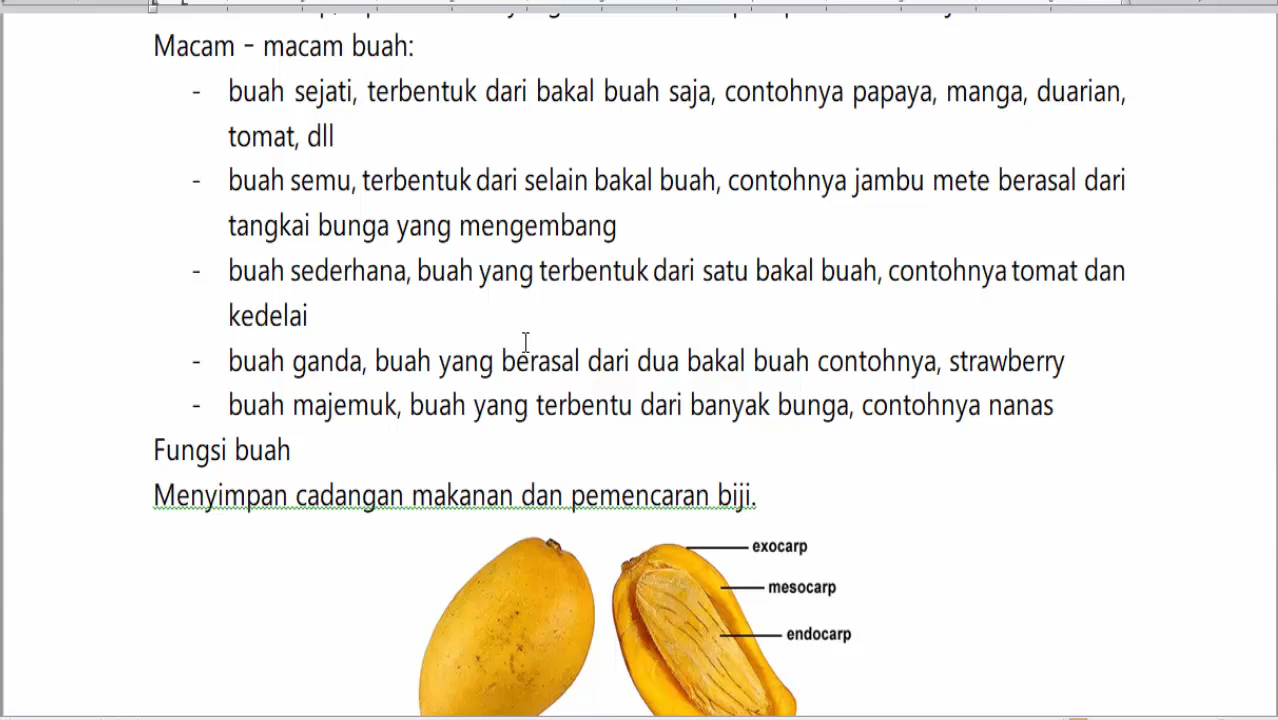 Macam – macam buah:
- buah sejati, terbentuk dari bakal buah saja, contohnya papaya, manga, duarian,
tomat, dll
- buah semu, terbentuk dari selain bakal buah, contohnya jambu mete berasal dari
tangkai bunga yang mengembang
- buah sederhana, buah yang terbentuk dari satu bakal buah, contohnya tomat dan
kedelai
- buah ganda, buah yang berasal dari dua bakal buah contohnya, strawberry
- buah majemuk, buah yang terbentu dari banyak bunga, contohnya nanas
Fungsi buah
Menyimpan cadangan makanan dan pemencaran biji.
exocarp
mesocarp
endocarp